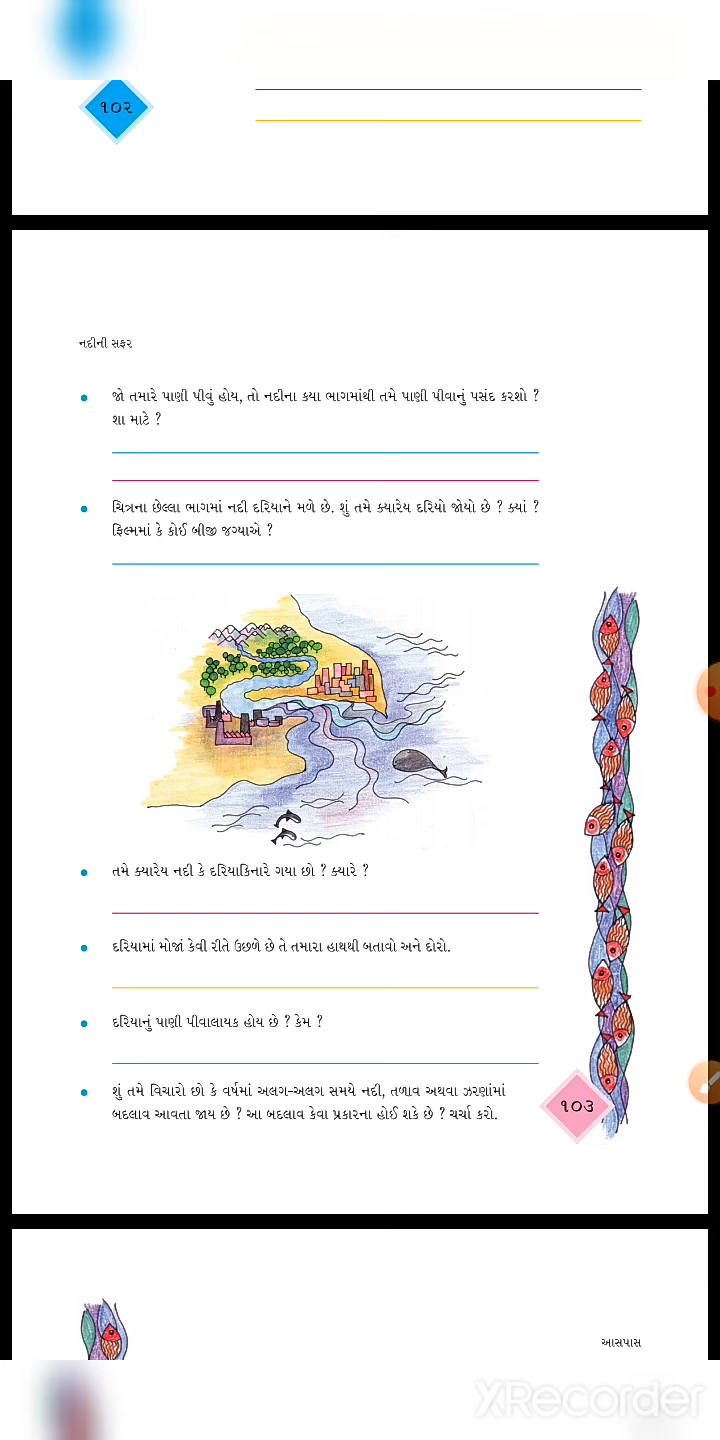 ૧૦૨
નદીની સફર
• જો તમારે પાણી પીવું હોય, તો નદીના કયા ભાગમાંથી તમે પાણી પીવાનું પસંદ કરશો ?
શા માટે ?
• ચિત્રના છેલ્લા ભાગમાં નદી દરિયાને મળે છે. શું તમે ક્યારેય દરિયો જોયો છે ? ક્યાં ?
ફિલ્મમાં કે કોઈ બીજી જગ્યાએ ?
• તમે ક્યારેય નદી કે દરિયાકિનારે ગયા છો ? ક્યારે ?
• દરિયામાં મોજાં કેવી રીતે ઉછળે છે તે તમારા હાથથી બતાવો અને દોરો.
• દરિયાનું પાણી પીવાલાયક હોય છે ? કેમ ?
• શું તમે વિચારો છો કે વર્ષમાં અલગ-અલગ સમયે નદી, તળાવ અથવા ઝરણાંમાં
બદલાવ આવતા જાય છે ? આ બદલાવ કેવા પ્રકારના હોઈ શકે છે ? ચર્ચા કરો.
૧૦૩
આસપાસ
XRecorder